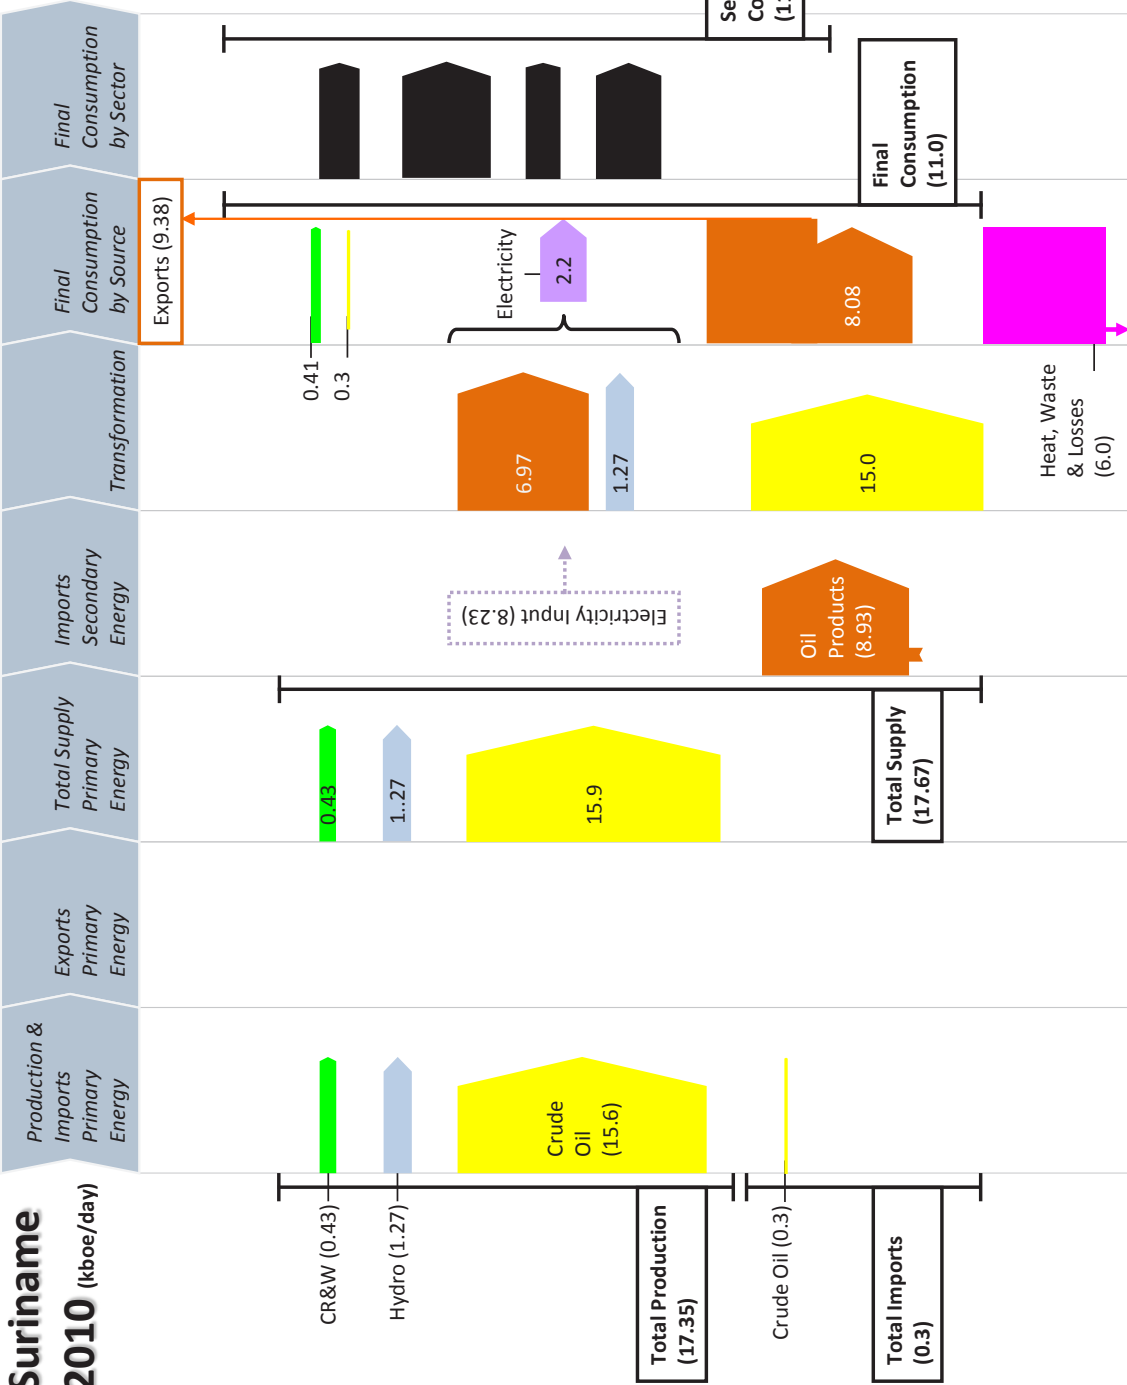 Suriname
2010 (kboe/day)
Production &
Imports
Primary
Energy
Exports
Primary
Energy
Total Supply
Primary
Energy
Imports
Secondary
Energy
Transformation
Final
Consumption
by Source
Final
Consumption
by Sector
Exports (9.38)
CR&W (0.43)
Hydro (1.27)
Crude
Oil
(15.6)
Total Production
(17.35)
Crude Oil (0.3)
Total Imports
(0.3)
0.43
1..27
15.9
Total Supply
(17.67)
Electricity Input (8.23)
Oil
Products
(8.93)
6.97
1.27
15.0
0.41
0.3
Electricity
2.2
8.08
Heat, Waste
& Losses
(6.0)
Final
Consumption
(11.0)
Se
Co